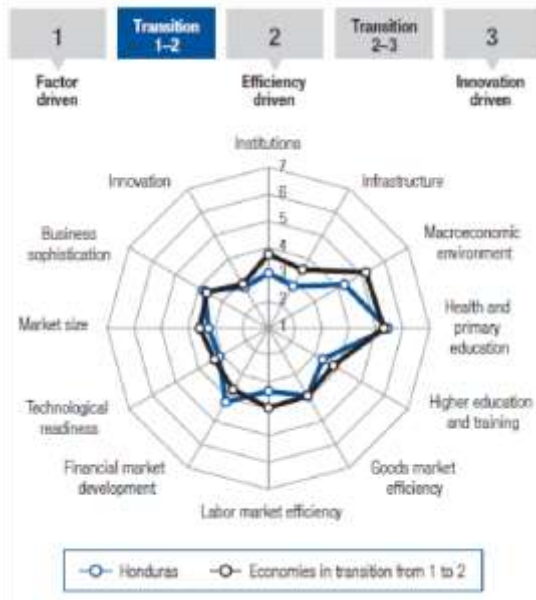 1
Transition
1–2
2
Transition
2–3
3
Factor
driven
Efficiency
driven
Innovation
driven
Institutions
7
Innovation
Infrastructure
6
5
Business
sophistication
Macroeconomic
environment
4
3
2
Market size
1
Health and
primary
education
Technological
readiness
Higher education
and training
Financial market
development
Goods market
efficiency
Labor market efficiency
Honduras
Economies in transition from 1 to 2